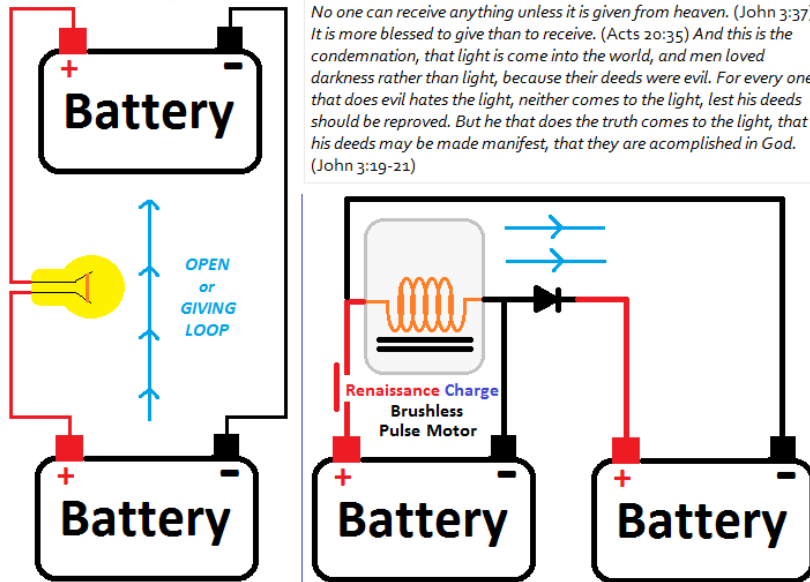 No one can receive anything unless it is given from heaven. (John 3:37)
It is more blessed to give than to receive. (Acts 20:35) And this is the
condemnation, that light is come into the world, and men loved
darkness rather than light, because their deeds were evil. For every one
that does evil hates the light, neither comes to the light, lest his deeds
should be reproved. But he that does the truth comes to the light, that
his deeds may be made manifest, that they are acomplished in God.
(John 3:19-21)
+ -
Battery
OPEN
or
GIVING
LOOP
+ -
Battery
Renaissance Charge
Brushless
Pulse Motor
+ -
Battery
+ -
Battery